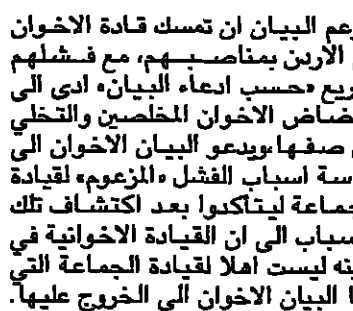 زعم البيان ان تمسك قادة الاخوان
الاردن بمناصبهم، مع فشلهم
ريع «حسب ادعاء البيان» ادى الى
ضاض الاخوان المخلصين والتخلي
صفها ويدعو البيان الاخوان الى
سة اسباب الفشل «المزعوم» لقيادة
جماعة ليتأكدوا بعد اكتشاف تلك
سباب الى ان القيادة الاخوانية في
ته ليست اهلا لقيادة الجماعة التي
ا البيان الاخوان الى الخروج عليها.